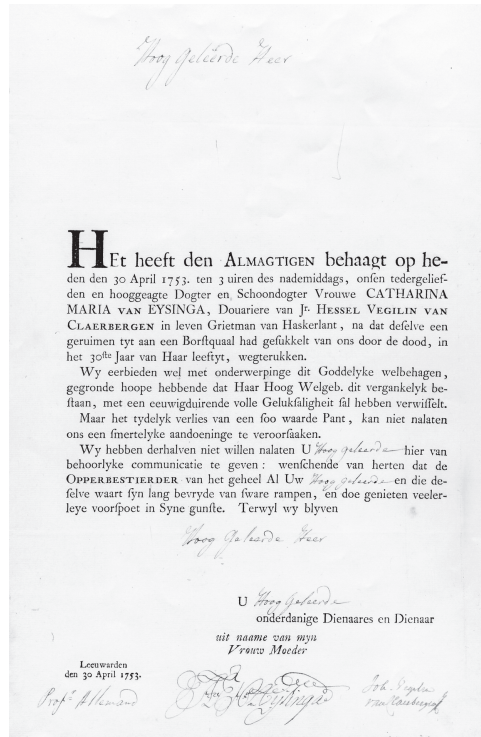 Hoog Geleerde Heer
HEt heeft den ALMAGTIGEN behaagt op he-
den den 30 April 1753. ten 3 uiren des nademiddags, onſen tedergelief-
den en hooggeagte Dogter en Schoondogter Vrouwe CATHARINA
MARIA VAN EYSINGA, Douariere van Jr. HESSEL VEGILIN VAN
CLAERBERGEN in leven Grietman van Haskerlant, na dat deſelve een
geruimen tyt aan een Borſtquaal had geſukkelt van ons door de dood, in
het 30ſte Jaar van Haar leeftyt, wegterukken.
Wy eerbieden wel met onderwerpinge dit Goddelyke welbehagen,
gegronde hoope hebbende dat Haar Hoog Welgeb. dit vergankelyk be-
ſtaan, met een eeuwigduirende volle Gelukſaligheit ſal hebben verwiſſelt.
Maar het tydelyk verlies van een ſoo waarde Pant, kan niet nalaten
ons een ſmertelyke aandoeninge te veroorſaaken.
Wy hebben derhalven niet willen nalaten U Hoog geleerde hier van
behoorlyke communicatie te geven: wenſchende van herten dat de
OPPERBESTIERDER van het geheel Al Uw Hoog geleerde en die de-
ſelve waart ſyn lang bevryde van ſware rampen, en doe genieten veeler-
leye voorſpoet in Syne gunſte. Terwyl wy blyven
Hoog Geleerde Heer
U Hoog Geleerde
onderdanige Dienaares en Dienaar
uit naame van myn
Vrouw Moeder
Leeuwarden
den 30 April 1753.
Profr Allemand
Eysinga
Joh. Vegilin
van Claerbergen